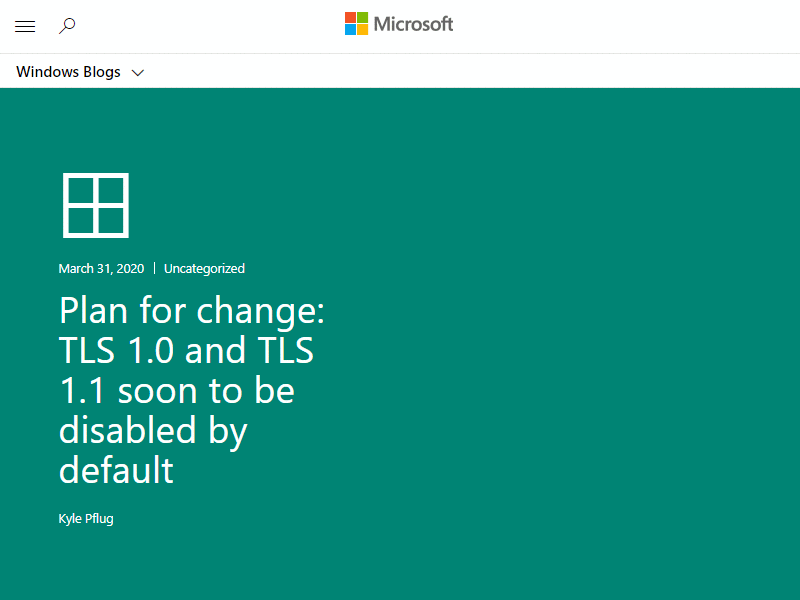 Microsoft
Windows Blogs
March 31, 2020 | Uncategorized
Plan for change:
TLS 1.0 and TLS
1.1 soon to be
disabled by
default
Kyle Pflug